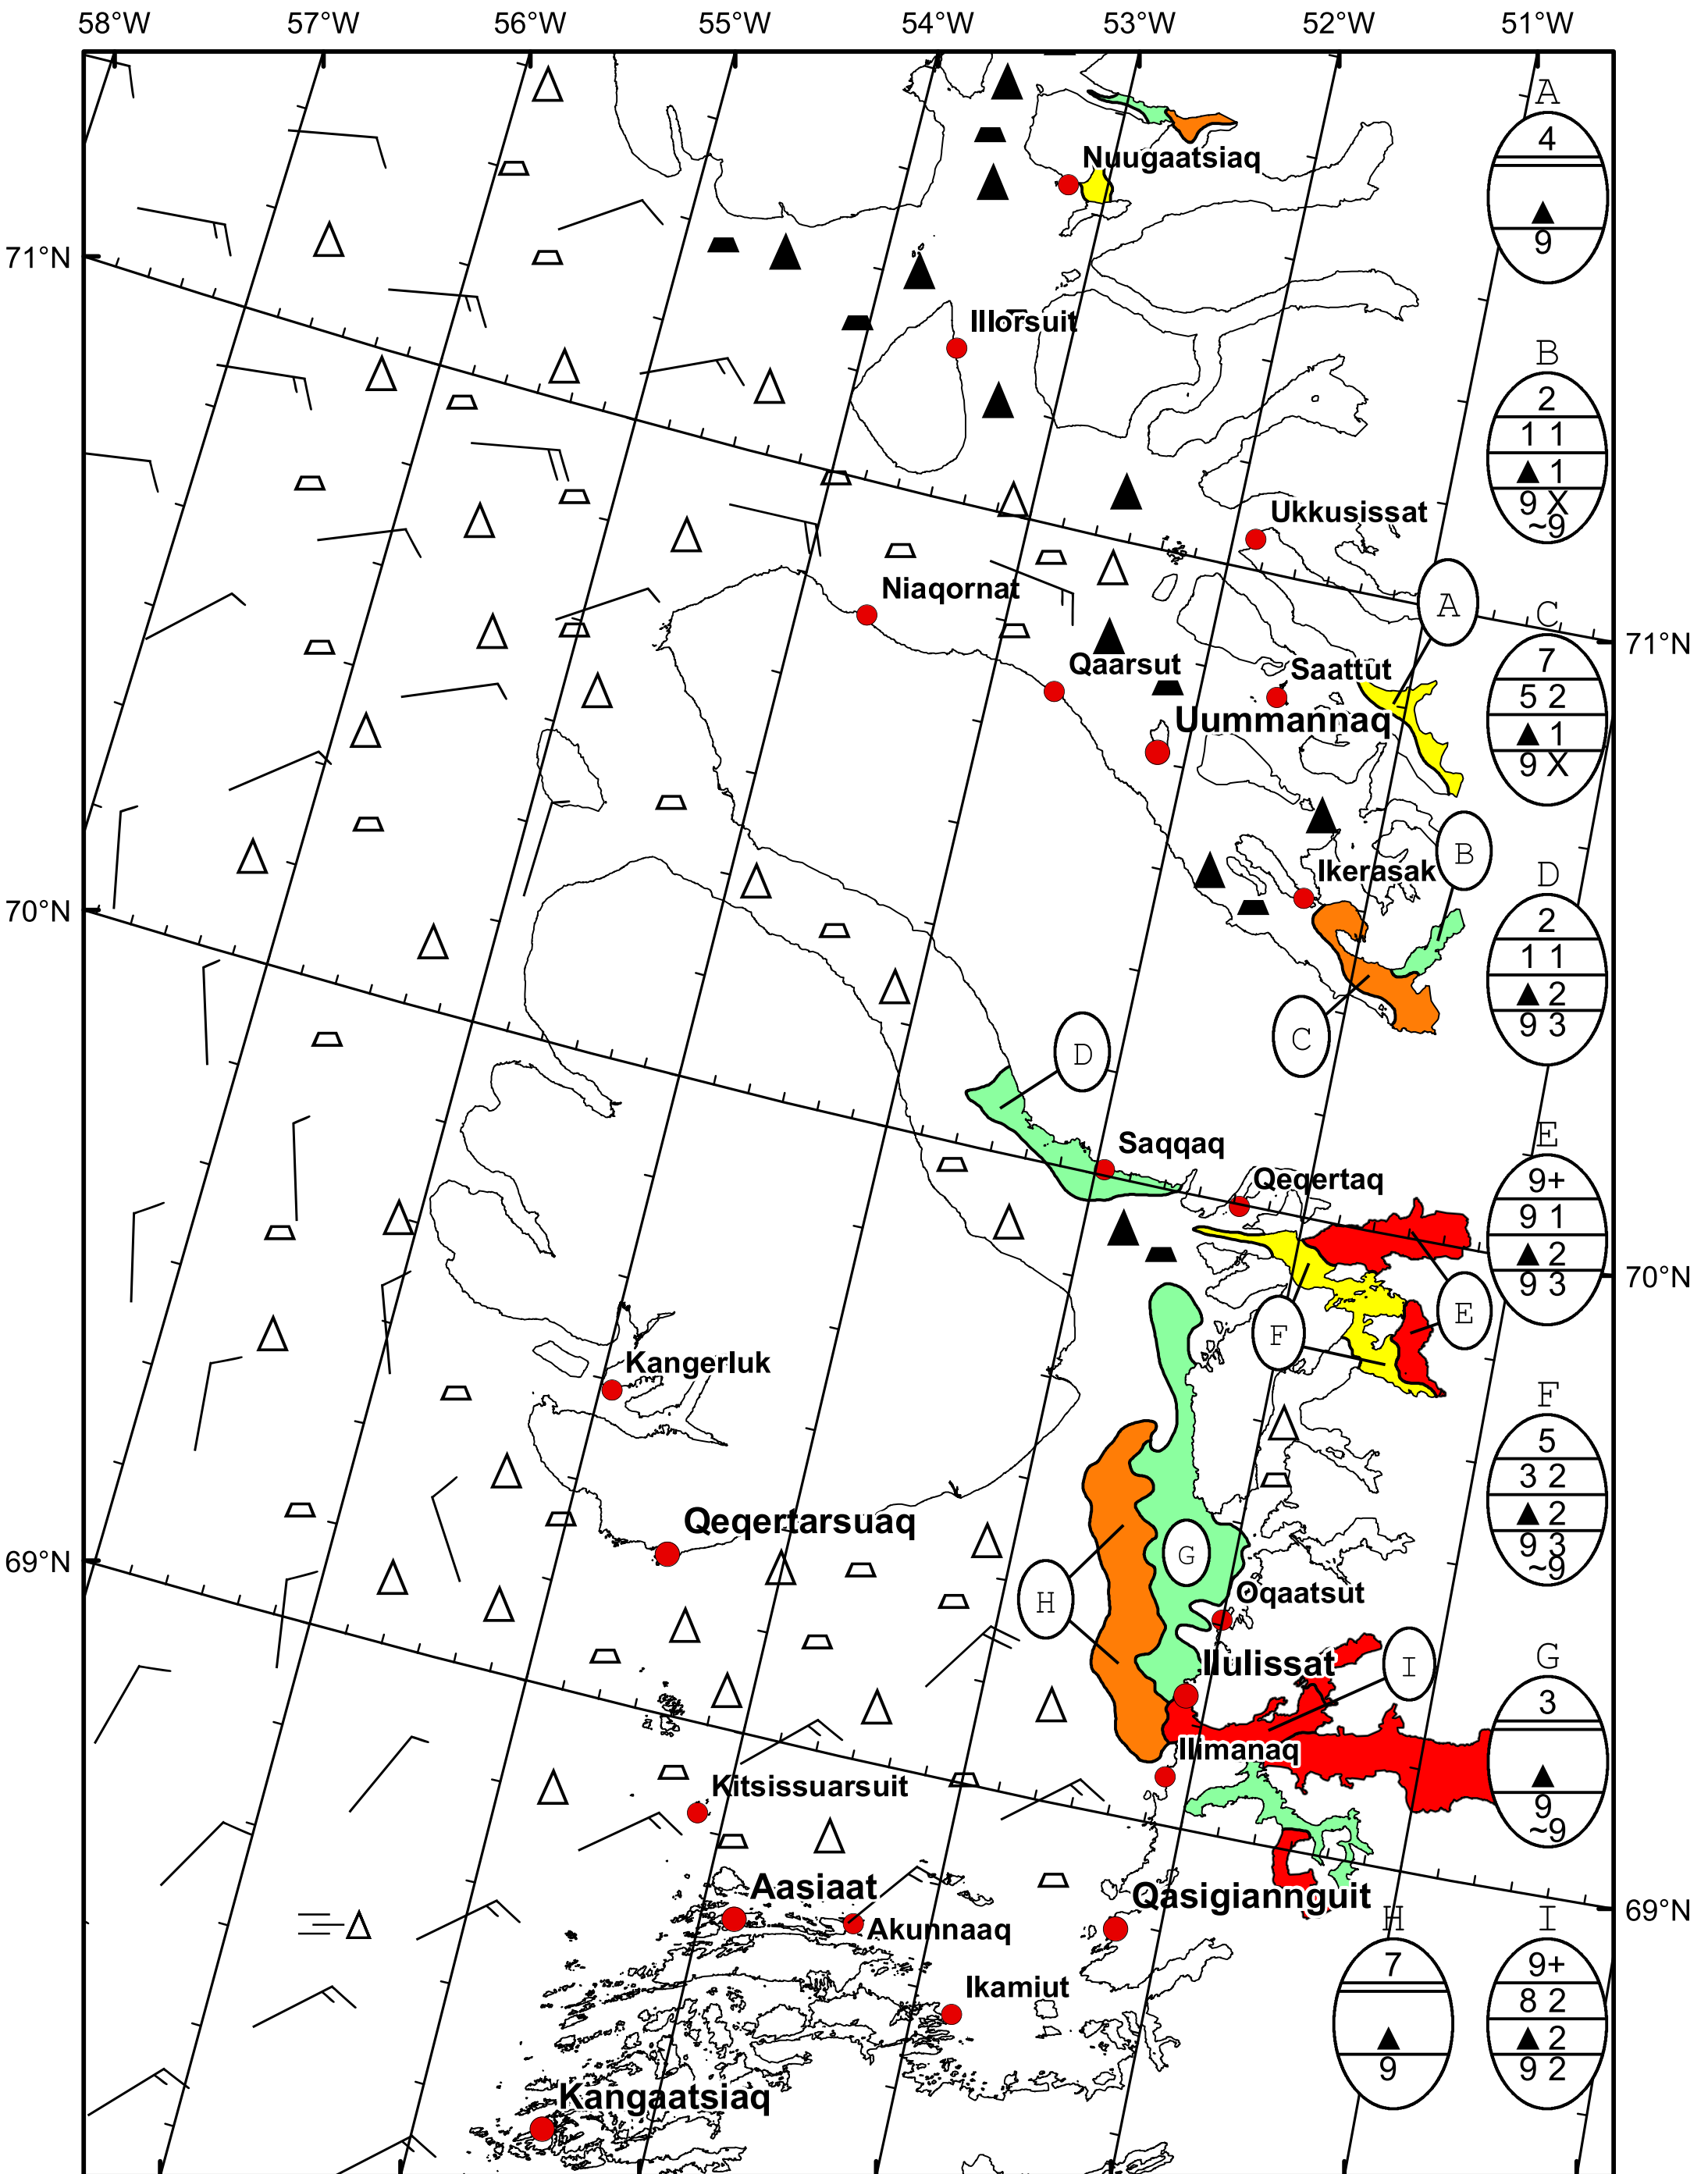 58°W 57°W 56°W 55°W 54°W 53°W 52°W 51°W
A
4
9
Nuugaatsiaq
71°N
Illorsuit
B
2
1 1
1
9 X
~9
Ukkusissat
Niaqornat
A
C
7
5 2
1
9 X
71°N
Qaarsut
Saattut
Uummannaq
B
Ikerasak
70°N
D
2
1 1
2
9 3
C
D
Saqqaq
Qeqertaq
E
9+
9 1
2
9 3
70°N
E
F
Kangerluk
F
5
3 2
2
9 3
~9
Qeqertarsuaq
69°N
G
H
Oqaatsut
Ilulissat
I
G
3
9
~9
Ilimanaq
Kitsissuarsuit
Aasiaat
Akunnaaq
Qasigiannguit
69°N
H
7
9
I
9+
8 2
2
9 2
Ikamiut
Kangaatsiaq